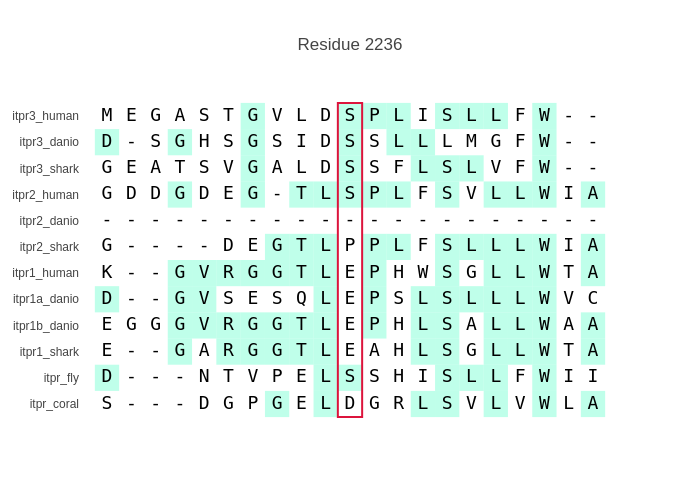 Residue 2236
itpr3_human M E G A S T G V L D S P L I S L L F W - -
itpr3_danio D - S G H S G S I D S S L L L M G F W - -
itpr3_shark G E A T S V G A L D S S F L S L V F W - -
itpr2_human G D D G D E G - T L S P L F S V L L W I A
itpr2_danio - - - - - - - - - - - - - - - - - - - - -
itpr2_shark G - - - - D E G T L P P L F S L L L W I A
itpr1_human K - - G V R G G T L E P H W S G L L W T A
itpr1a_danio D - - G V S E S Q L E P S L S L L L W V C
itpr1b_danio E G G G V R G G T L E P H L S A L L W A A
itpr1_shark E - - G A R G G T L E A H L S G L L W T A
itpr_fly D - - - N T V P E L S S H I S L L F W I I
itpr_coral S - - - D G P G E L D G R L S V L V W L A